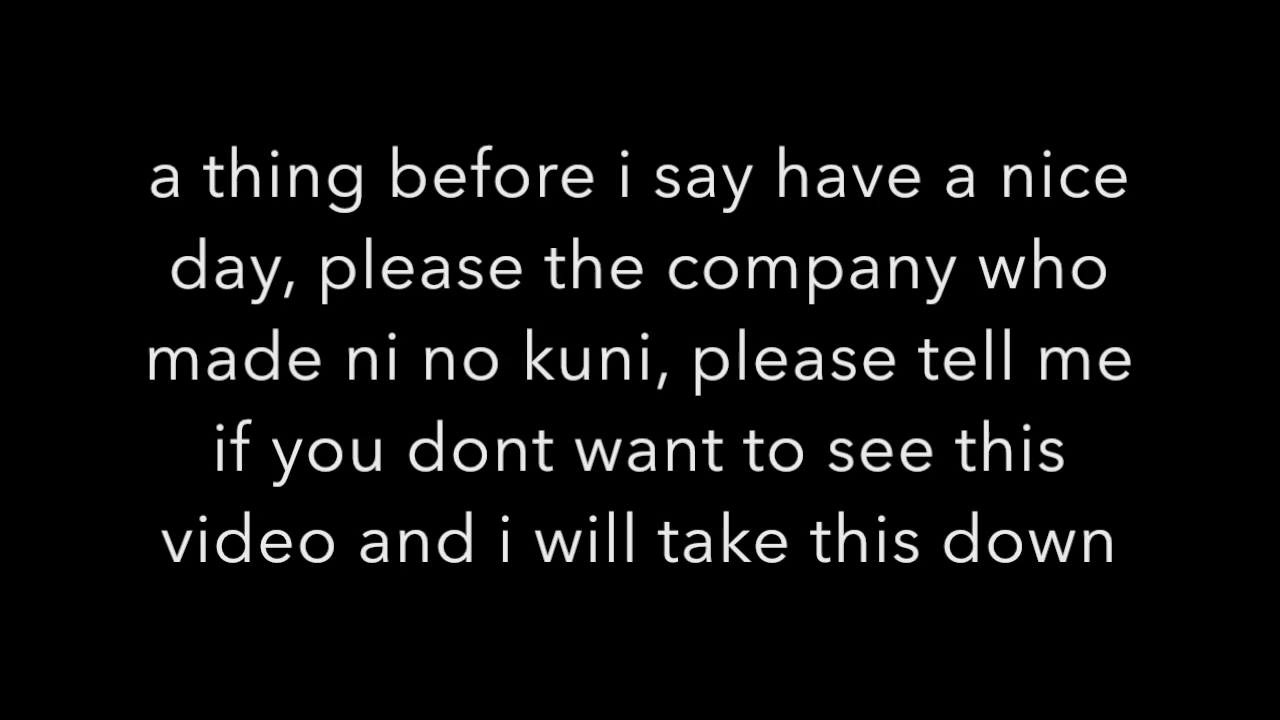 a thing before i say have a nice
day, please the company who
made ni no kuni, please tell me
if you dont want to see this
video and i will take this down